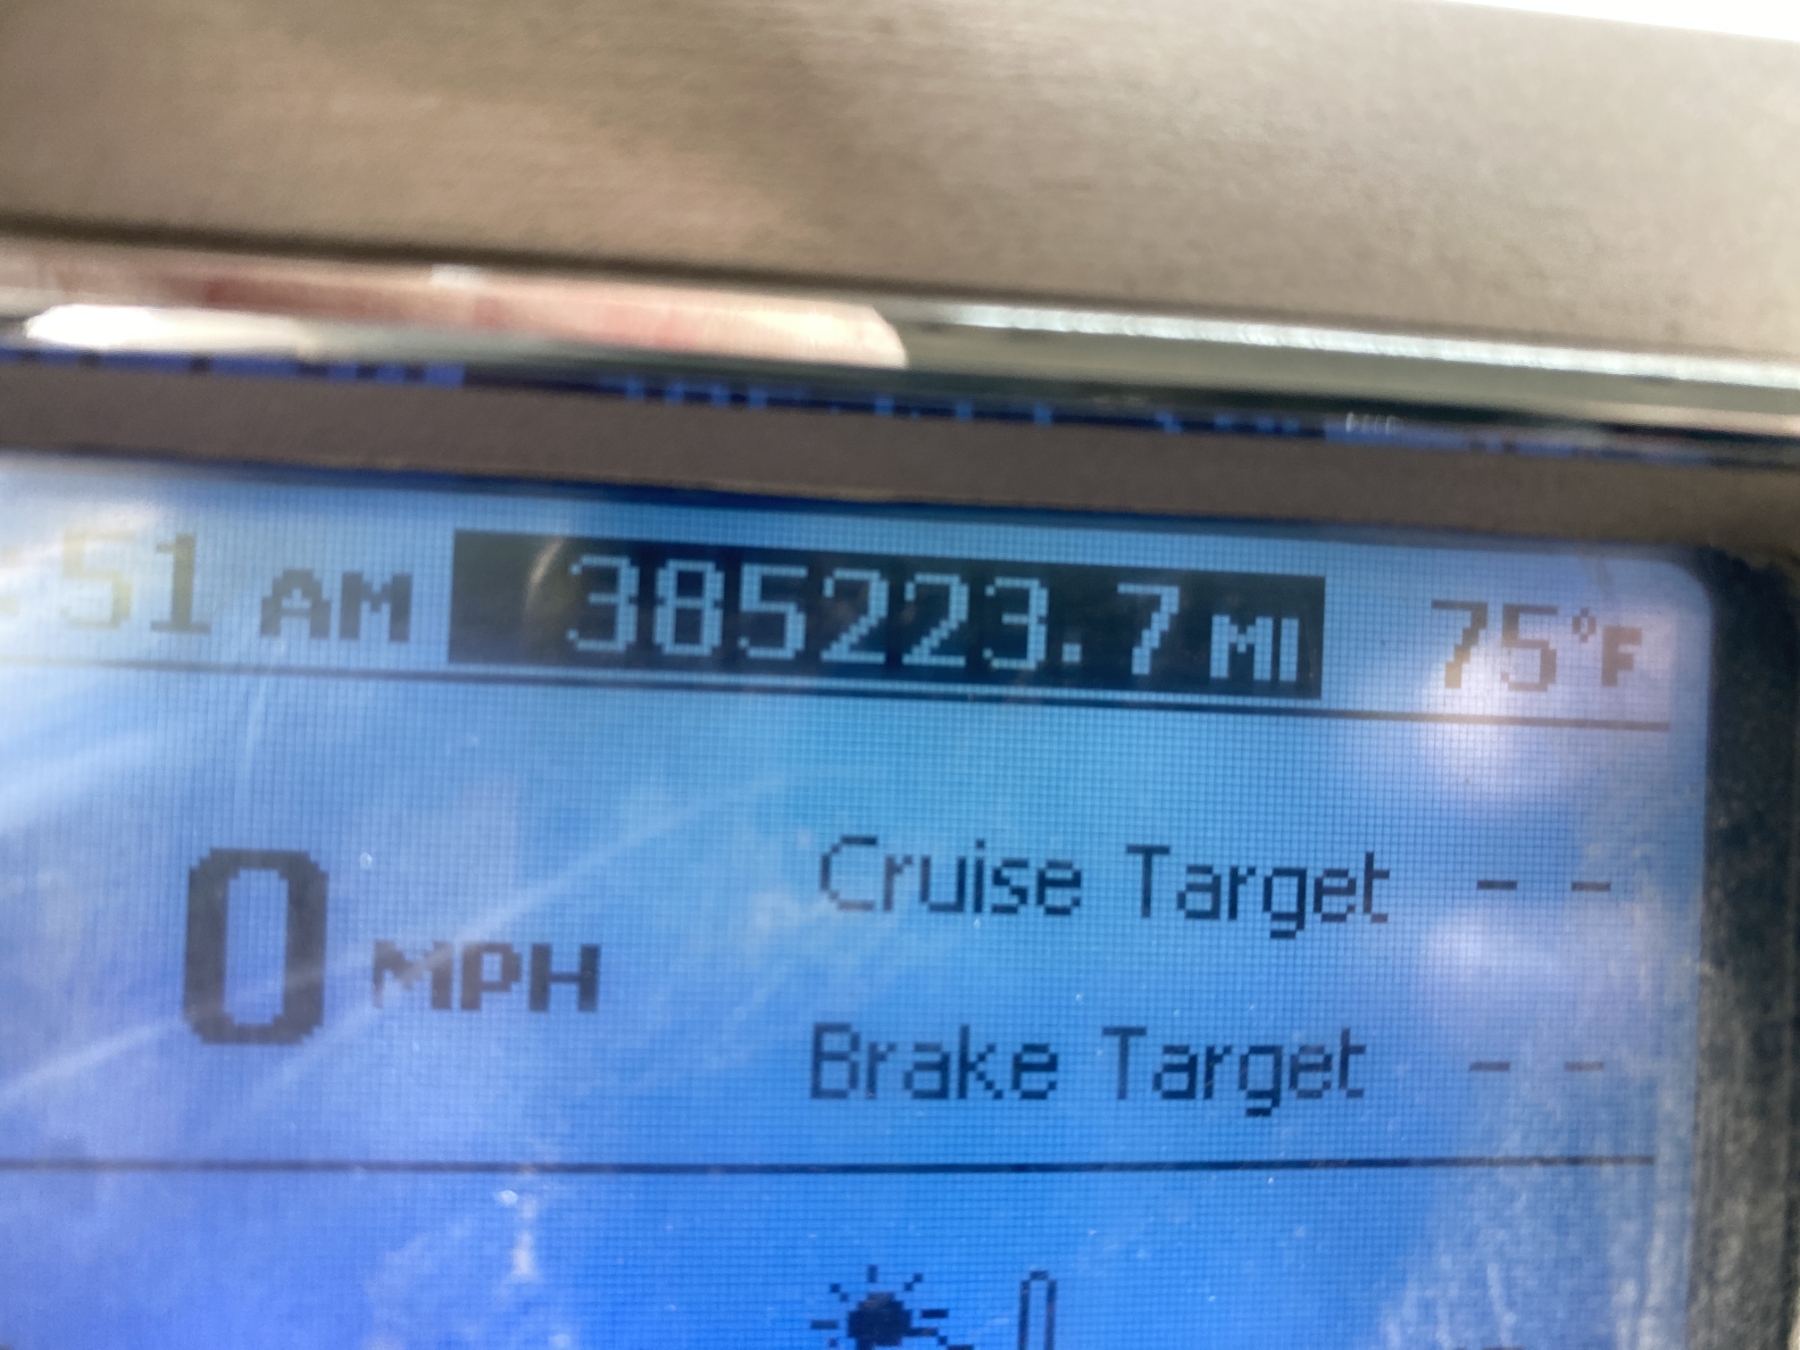 :51 AM 385223.7 MI 75°F
Cruise Target - -
0 MPH
Brake Target - -